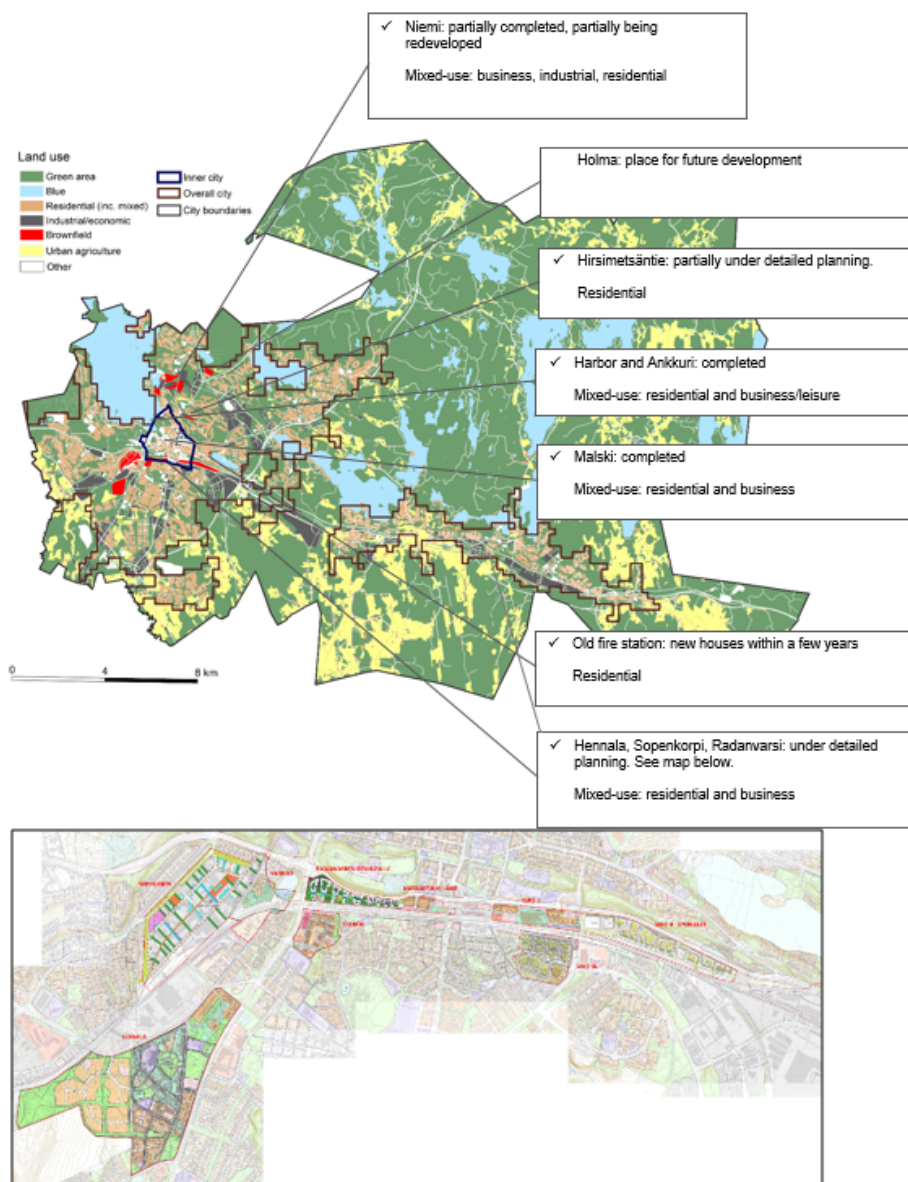 ✓ Niemi: partially completed, partially being
redeveloped
Mixed-use: business, industrial, residential
Holma: place for future development
Land use
Green area
Blue
Residential (inc. mixed)
Industrial/economic
Brownfield
Urban agriculture
Other
Inner city
Overall city
City boundaries
✓ Hirsimetsäntie: partially under detailed planning.
Residential
✓ Harbor and Ankkuri: completed
Mixed-use: residential and business/leisure
✓ Malski: completed
Mixed-use: residential and business
✓ Old fire station: new houses within a few years
Residential
0 4 8 km
✓ Hennala, Sopenkorpi, Radanvarsi: under detailed
planning. See map below.
Mixed-use: residential and business
HENNALA